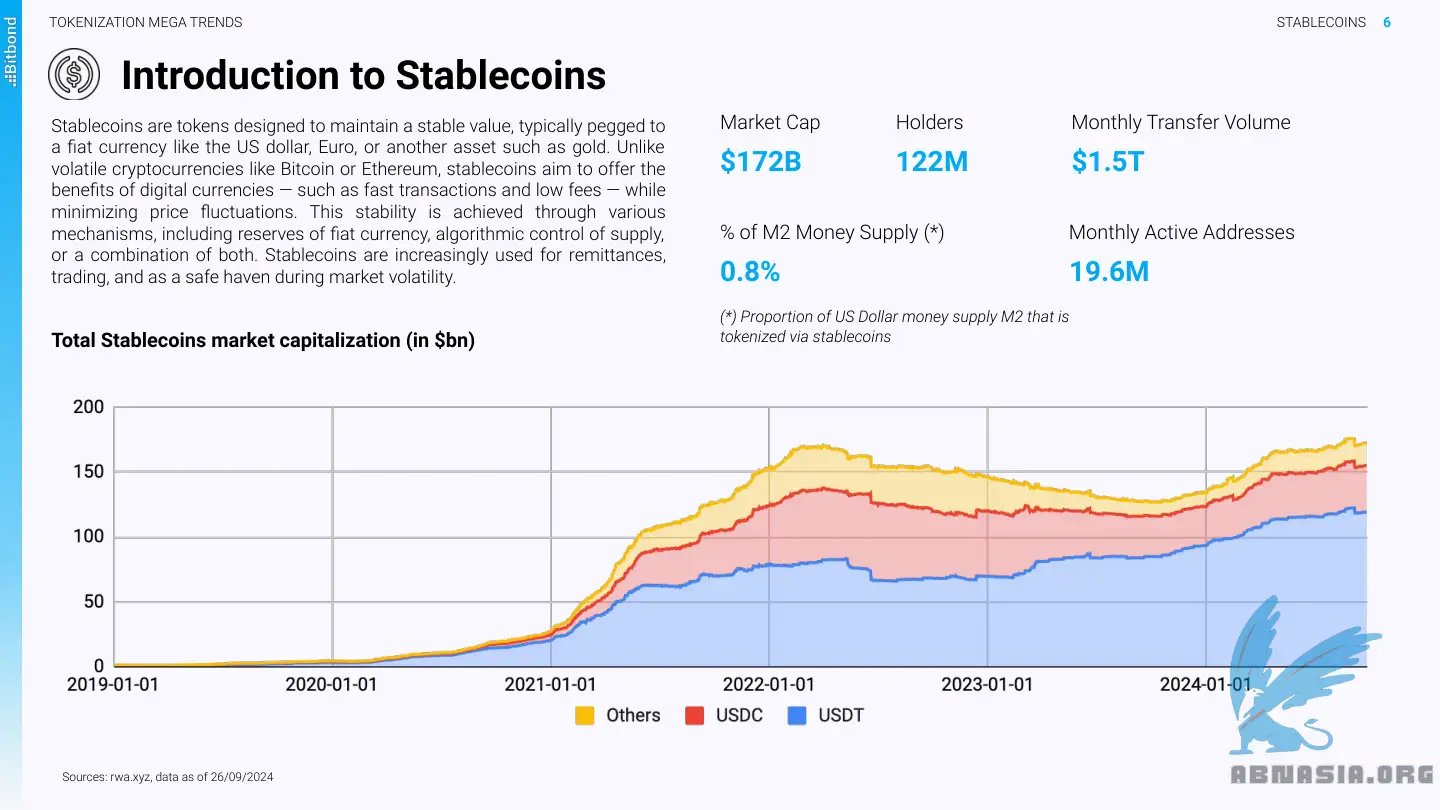 TOKENIZATION MEGA TRENDS
STABLECOINS 6
.:Bitbond
Introduction to Stablecoins
Stablecoins are tokens designed to maintain a stable value, typically pegged to
a fiat currency like the US dollar, Euro, or another asset such as gold. Unlike
volatile cryptocurrencies like Bitcoin or Ethereum, stablecoins aim to offer the
benefits of digital currencies — such as fast transactions and low fees — while
minimizing price fluctuations. This stability is achieved through various
mechanisms, including reserves of fiat currency, algorithmic control of supply,
or a combination of both. Stablecoins are increasingly used for remittances,
trading, and as a safe haven during market volatility.
Market Cap
$172B
Holders
122M
Monthly Transfer Volume
$1.5T
% of M2 Money Supply (*)
0.8%
Monthly Active Addresses
19.6M
(*) Proportion of US Dollar money supply M2 that is
tokenized via stablecoins
Total Stablecoins market capitalization (in $bn)
200
150
100
50
0
2019-01-01 2020-01-01 2021-01-01 2022-01-01 2023-01-01 2024-01-01
Others USDC USDT
Sources: rwa.xyz, data as of 26/09/2024
ABNASIA.ORG